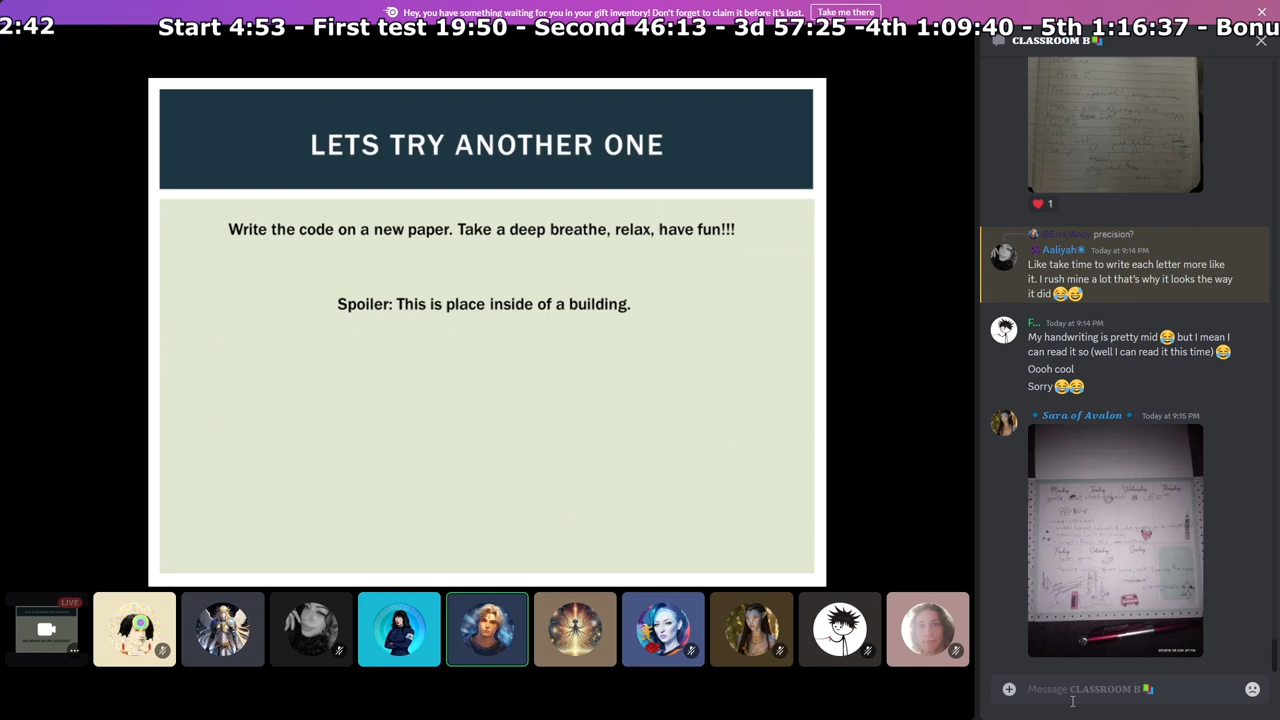 Hey, you have something waiting for you in your gift inventory! Don't forget to claim it before it's lost.
Take me there
2:42
Start 4:53 - First test 19:50 - Second 46:13 - 3d 57:25 -4th 1:09:40 - 5th 1:16:37 - Bonu
CLASSROOM B
LETS TRY ANOTHER ONE
Write the code on a new paper. Take a deep breathe, relax, have fun!!!
Spoiler: This is place inside of a building.
LIVE
1
precision?
Aaliyah Today at 9:14 PM
Like take time to write each letter more like
it. I rush mine a lot that's why it looks the way
it did
F... Today at 9:14 PM
My handwriting is pretty mid 😂 but I mean I
can read it so (well I can read it this time) 😂
Oooh cool
Sorry 😂😂
Sara of Avalon Today at 9:15 PM
Monday Tuesday Wednesday Thursday
Friday Saturday Sunday
Message CLASSROOM B